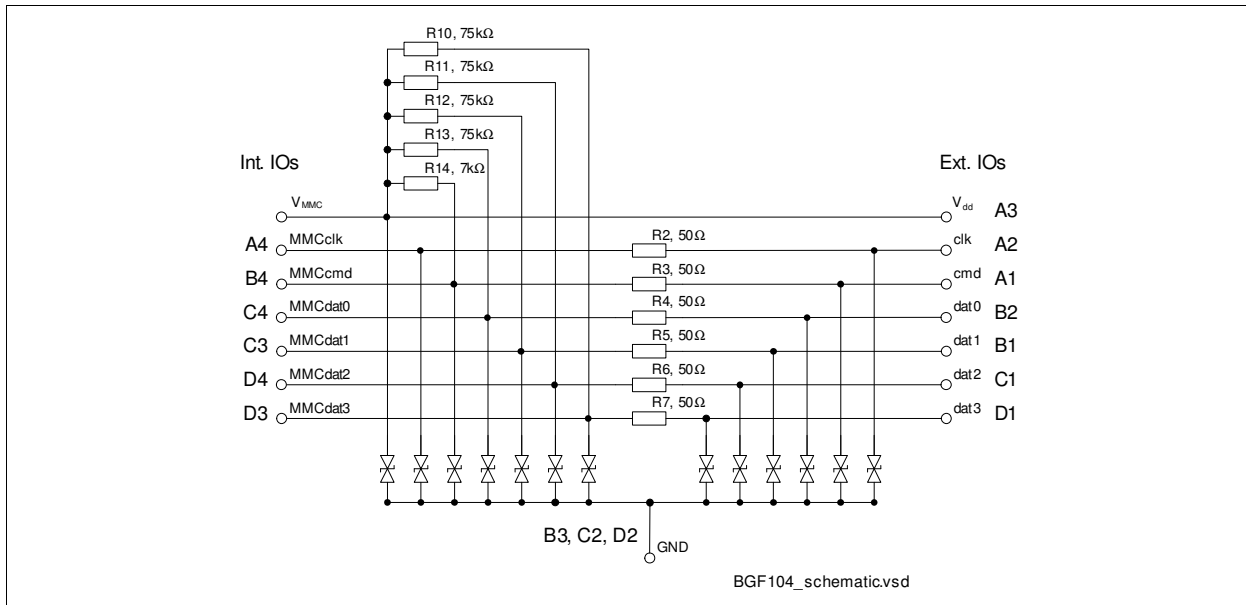 R10, 75kΩ
R11, 75kΩ
R12, 75kΩ
R13, 75kΩ
R14, 7kΩ
Int. IOs
Ext. IOs
VMMC
Vdd A3
A4 MMCclk R2, 50Ω clk A2
B4 MMCcmd R3, 50Ω cmd A1
C4 MMCdat0 R4, 50Ω dat0 B2
C3 MMCdat1 R5, 50Ω dat1 B1
D4 MMCdat2 R6, 50Ω dat2 C1
D3 MMCdat3 R7, 50Ω dat3 D1
B3, C2, D2
GND
BGF104_schematic.vsd